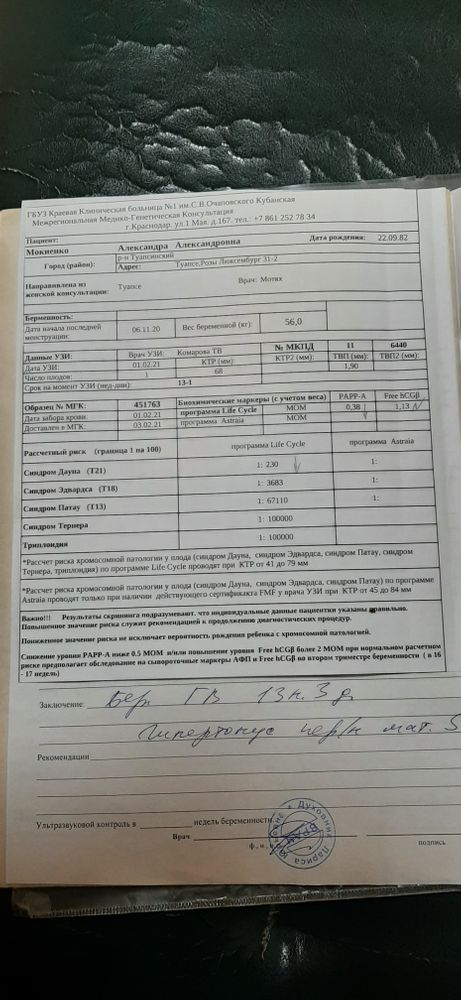 ГБУЗ Краевая Клиническая больница №1 им.С.В.Очаповского Кубанская
Межрегиональная Медико-Генетическая Консультация
г.Краснодар. ул.1 Мая. д.167. тел.: +7 861 252 78 34
Пациент:
Мокиенко Александра Александровна Дата рождения: 22.09.82
Город (район): р-н Туапсинский
Адрес: Туапсе,Розы Люксембург 31-2
Направлена из женской консультации: Туапсе Врач: Мотях
Беременность:
Дата начала последней менструации: 06.11.20 Вес беременной (кг): 56,0
№ МКПД 11 6440
Данные УЗИ: Врач УЗИ: Комарова ТВ
Дата УЗИ: 01.02.21 КТР (мм): КТР2 (мм): ТВП (мм): ТВП2 (мм):
Число плодов: 1 68 1,90
Срок на момент УЗИ (нед-дни): 13-1
Образец № МГК: 451763 Биохимические маркеры (с учетом веса) PAPP-A Free hCGβ
Дата забора крови: 01.02.21 программа Life Cycle МОМ 0,38 1,13
Доставлен в МГК: 03.02.21 программа Astraia МОМ
Рассчетный риск (граница 1 на 100) программа Life Cycle программа Astraia
Синдром Дауна (Т21) 1: 230 1:
Синдром Эдвардса (Т18) 1: 3683 1:
Синдром Патау (Т13) 1: 67110 1:
Синдром Тернера 1: 100000
Триплоидия 1: 100000
*Рассчет риска хромосомной патологии у плода (синдром Дауна, синдром Эдвардса, синдром Патау, синдром
Тернера, триплоидия) по программе Life Cycle проводят при КТР от 41 до 79 мм
*Рассчет риска хромосомной патологии у плода (синдром Дауна, синдром Эдвардса, синдром Патау) по программе
Astraia проводят только при наличии действующего сертификата FMF у врача УЗИ при КТР от 45 до 84 мм
Важно!!! Результаты скрининга подразумевают. что индивидуальные данные пациентки указаны правильно.
Повышенное значение риска служит рекомендацией к продолжению диагностических процедур.
Пониженное значение риска не исключает вероятность рождения ребенка с хромосомной патологией.
Снижение уровня PAPP-A ниже 0.5 МОМ и/или повышение уровня Free hCGβ более 2 МОМ при нормальном расчетном
риске предполагает обследование на сывороточные маркеры АФП и Free hCGβ во втором триместре беременности ( в 16
- 17 недель)
Заключение: Бер. 13 н. 3 д.
гипертонус мат.
Рекомендации
Ультразвуковой контроль в недель беременности.
Врач
ф., и., о. подпись
Духовник Лариса
ВРАЧ